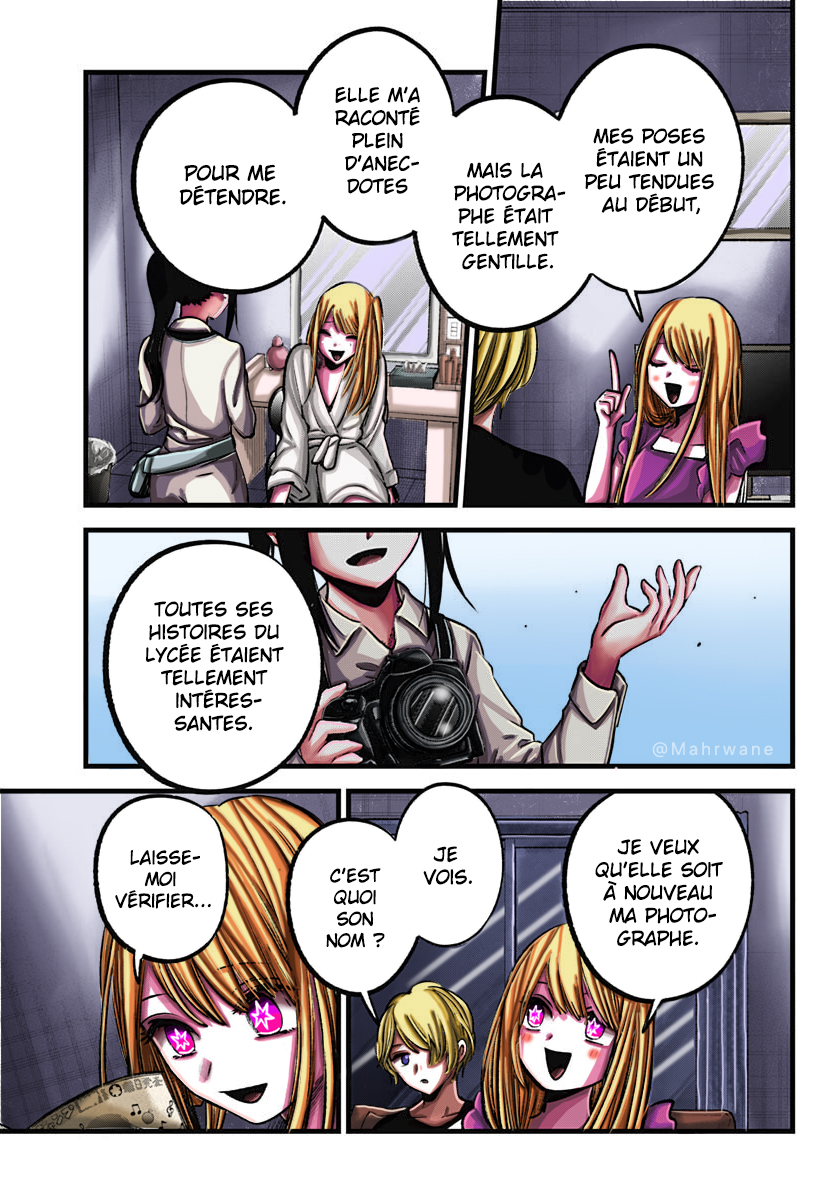 MES POSES
ÉTAIENT UN
PEU TENDUES
AU DÉBUT,
MAIS LA
PHOTOGRA-
PHE ÉTAIT
TELLEMENT
GENTILLE.
ELLE M'A
RACONTÉ
PLEIN
D'ANEC-
DOTES
POUR ME
DÉTENDRE.
TOUTES SES
HISTOIRES DU
LYCÉE ÉTAIENT
TELLEMENT
INTÉRES-
SANTES.
@Mahrwane
JE VEUX
QU'ELLE SOIT
À NOUVEAU
MA PHOTO-
GRAPHE.
JE
VOIS.
C'EST
QUOI
SON
NOM ?
LAISSE-
MOI
VÉRIFIER...